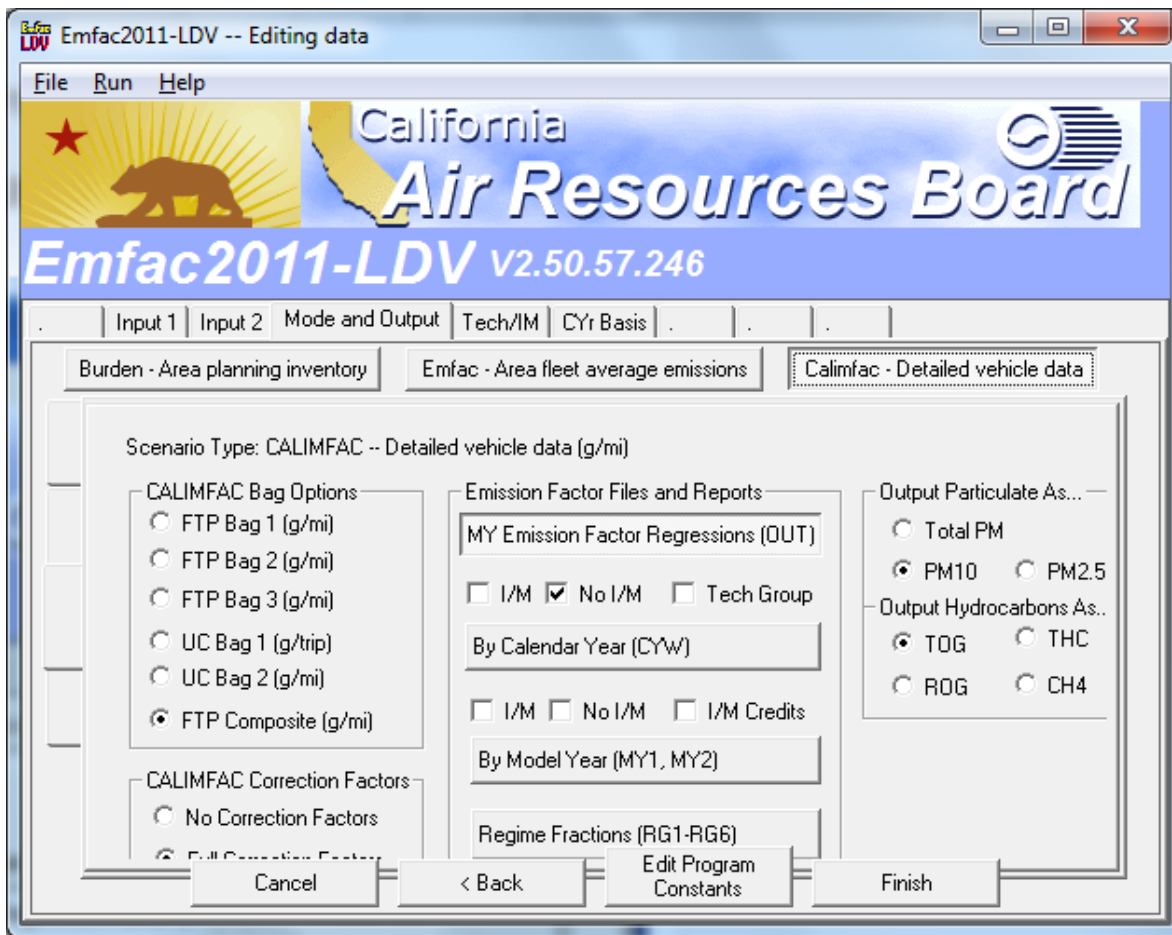 Emfac LDV Emfac2011-LDV -- Editing data
File Run Help
California
Air Resources Board
Emfac2011-LDV V2.50.57.246
. Input 1 Input 2 Mode and Output Tech/IM CYr Basis . . .
Burden - Area planning inventory Emfac - Area fleet average emissions Calimfac - Detailed vehicle data
Scenario Type: CALIMFAC -- Detailed vehicle data (g/mi)
CALIMFAC Bag Options
FTP Bag 1 (g/mi)
FTP Bag 2 (g/mi)
FTP Bag 3 (g/mi)
UC Bag 1 (g/trip)
UC Bag 2 (g/mi)
FTP Composite (g/mi)
CALIMFAC Correction Factors
No Correction Factors
Full Correction Factors
Emission Factor Files and Reports
MY Emission Factor Regressions (OUT)
I/M No I/M Tech Group
By Calendar Year (CYW)
I/M No I/M I/M Credits
By Model Year (MY1, MY2)
Regime Fractions (RG1-RG6)
Output Particulate As...
Total PM
PM10 PM2.5
Output Hydrocarbons As..
TOG THC
ROG CH4
Cancel < Back Edit Program
Constants Finish